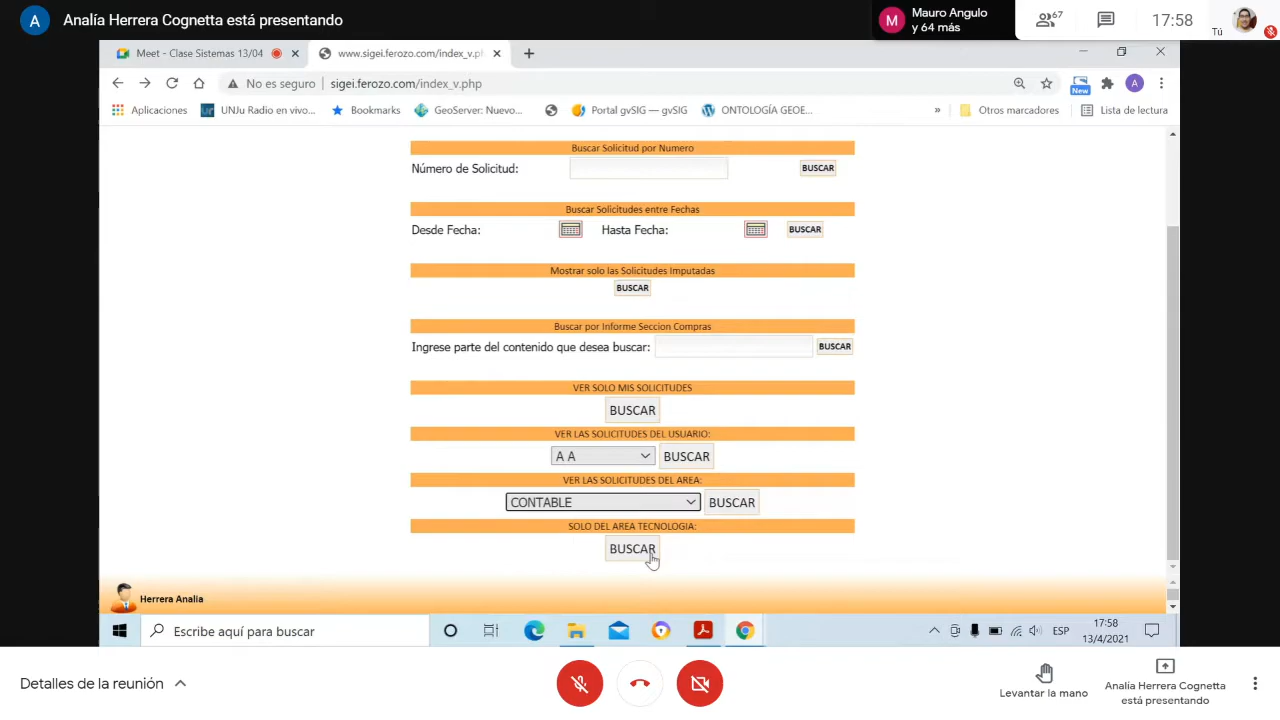 A Analía Herrera Cognetta está presentando
M Mauro Angulo
y 64 más
67
17:58
Tú
Meet - Clase Sistemas 13/04
www.sigei.ferozo.com/index_v.ph
No es seguro
sigei.ferozo.com/index_v.php
New
A
Aplicaciones
UNJu Radio en vivo...
Bookmarks
GeoServer: Nuevo...
Portal gvSIG — gvSIG
ONTOLOGÍA GEOE...
»
Otros marcadores
Lista de lectura
Buscar Solicitud por Numero
Número de Solicitud:
BUSCAR
Buscar Solicitudes entre Fechas
Desde Fecha:
Hasta Fecha:
BUSCAR
Mostrar solo las Solicitudes Imputadas
BUSCAR
Buscar por Informe Seccion Compras
Ingrese parte del contenido que desea buscar:
BUSCAR
VER SOLO MIS SOLICITUDES
BUSCAR
VER LAS SOLICITUDES DEL USUARIO:
A A
BUSCAR
VER LAS SOLICITUDES DEL AREA:
CONTABLE
BUSCAR
SOLO DEL AREA TECNOLOGIA:
BUSCAR
Herrera Analia
Escribe aquí para buscar
ESP
17:58
13/4/2021
Detalles de la reunión
Levantar la mano
Analía Herrera Cognetta
está presentando